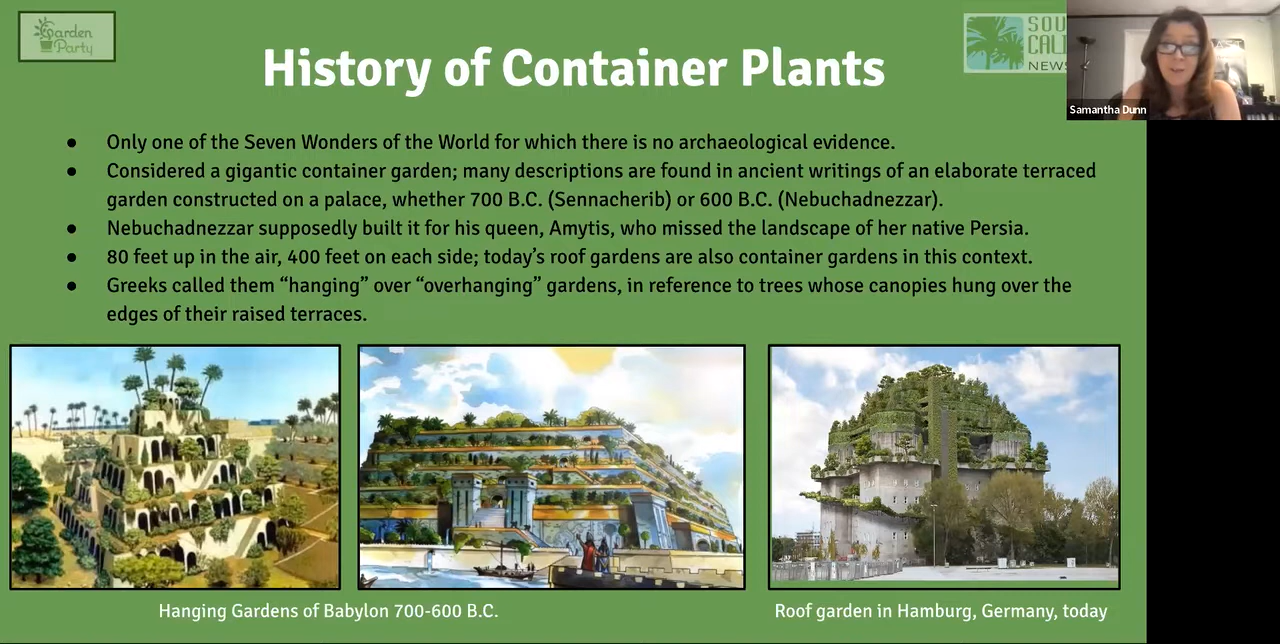 Garden
Party
History of Container Plants
SOU
CALI
NEWS
Samantha Dunn
● Only one of the Seven Wonders of the World for which there is no archaeological evidence.
● Considered a gigantic container garden; many descriptions are found in ancient writings of an elaborate terraced
garden constructed on a palace, whether 700 B.C. (Sennacherib) or 600 B.C. (Nebuchadnezzar).
● Nebuchadnezzar supposedly built it for his queen, Amytis, who missed the landscape of her native Persia.
● 80 feet up in the air, 400 feet on each side; today’s roof gardens are also container gardens in this context.
● Greeks called them “hanging” over “overhanging” gardens, in reference to trees whose canopies hung over the
edges of their raised terraces.
Hanging Gardens of Babylon 700-600 B.C.
Roof garden in Hamburg, Germany, today